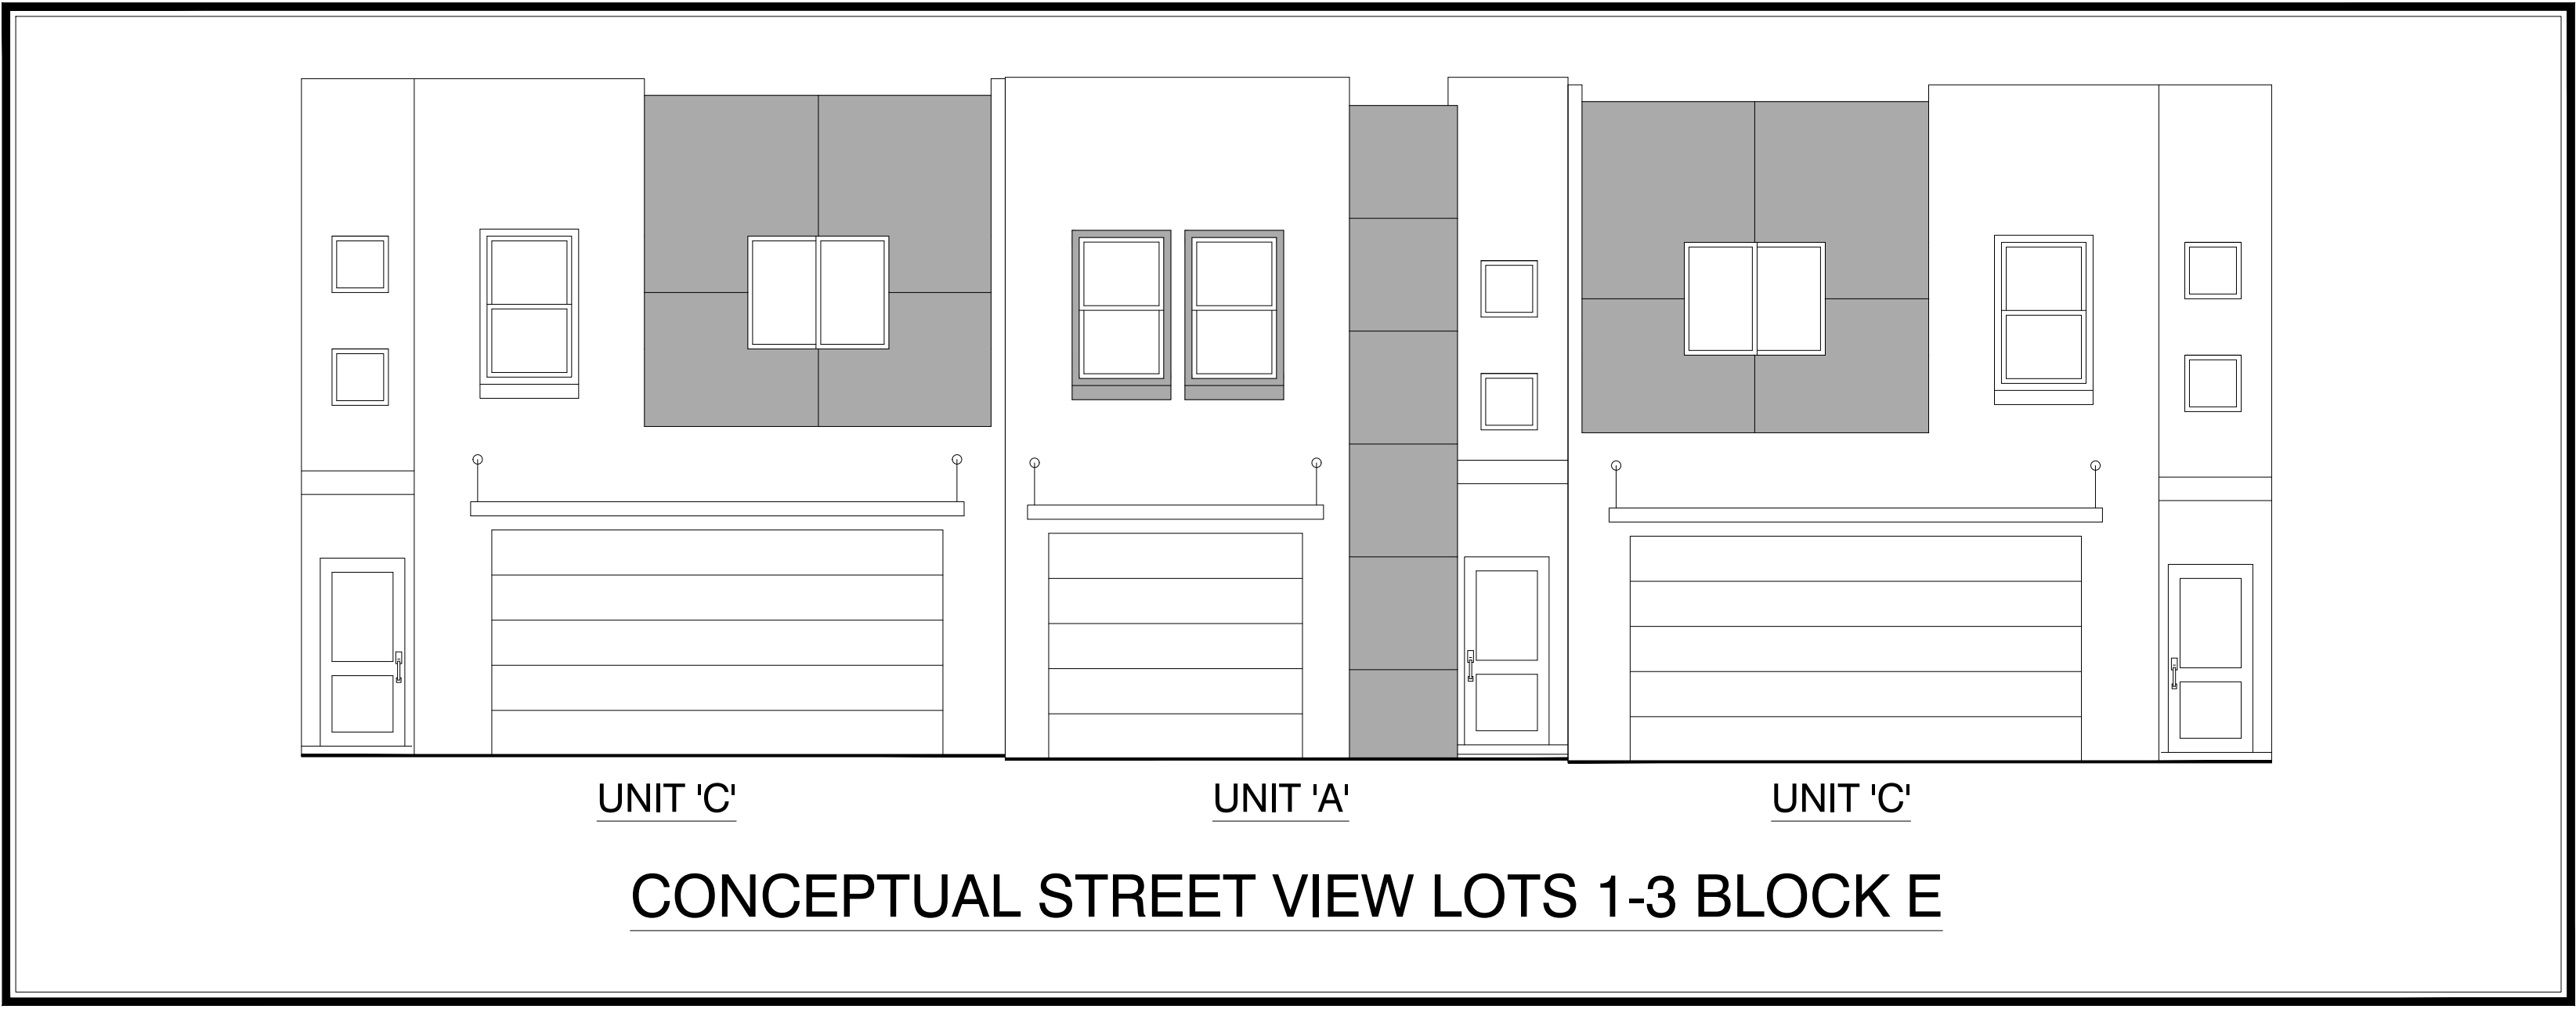 UNIT 'C'
UNIT 'A'
UNIT 'C'
CONCEPTUAL STREET VIEW LOTS 1-3 BLOCK E